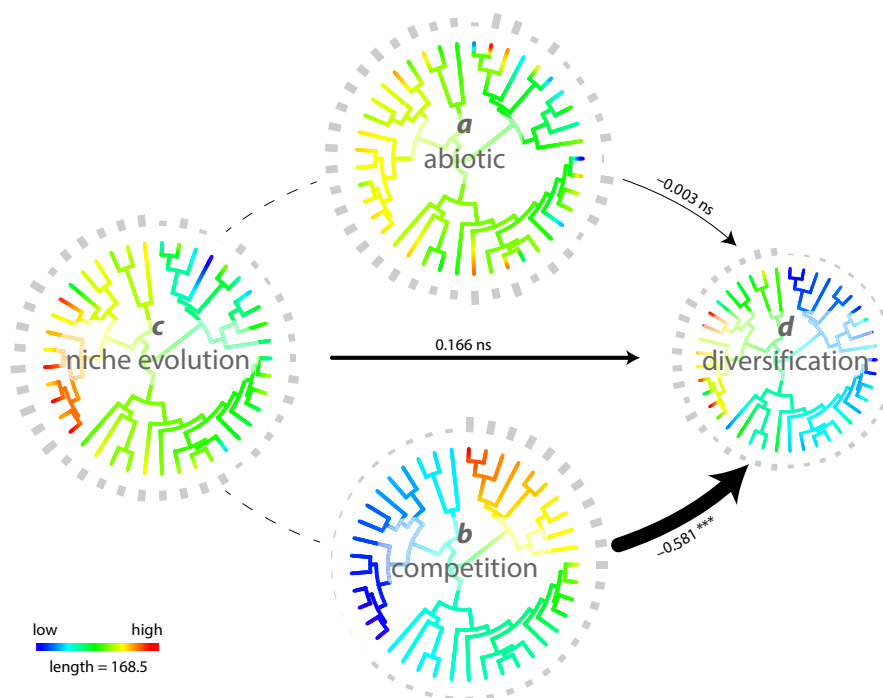 a
abiotic
−0.003 ns
c
niche evolution
0.166 ns
d
diversification
b
competition
−0.581 ***
low high
length = 168.5